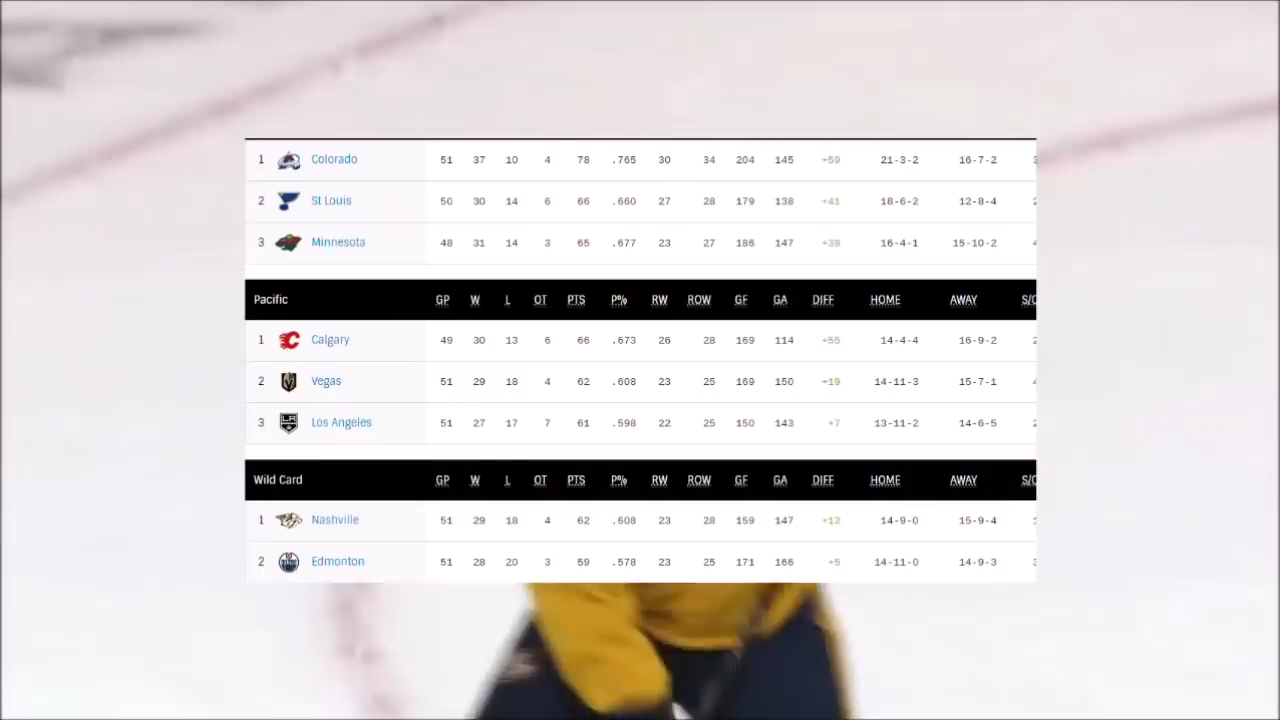 1 Colorado 51 37 10 4 78 .765 30 34 204 145 +59 21-3-2 16-7-2
2 St Louis 50 30 14 6 66 .660 27 28 179 138 +41 18-6-2 12-8-4
3 Minnesota 48 31 14 3 65 .677 23 27 186 147 +39 16-4-1 15-10-2
Pacific GP W L OT PTS P% RW ROW GF GA DIFF HOME AWAY
1 Calgary 49 30 13 6 66 .673 26 28 169 114 +55 14-4-4 16-9-2
2 Vegas 51 29 18 4 62 .608 23 25 169 150 +19 14-11-3 15-7-1
3 Los Angeles 51 27 17 7 61 .598 22 25 150 143 +7 13-11-2 14-6-5
Wild Card GP W L OT PTS P% RW ROW GF GA DIFF HOME AWAY
1 Nashville 51 29 18 4 62 .608 23 28 159 147 +12 14-9-0 15-9-4
2 Edmonton 51 28 20 3 59 .578 23 25 171 166 +5 14-11-0 14-9-3